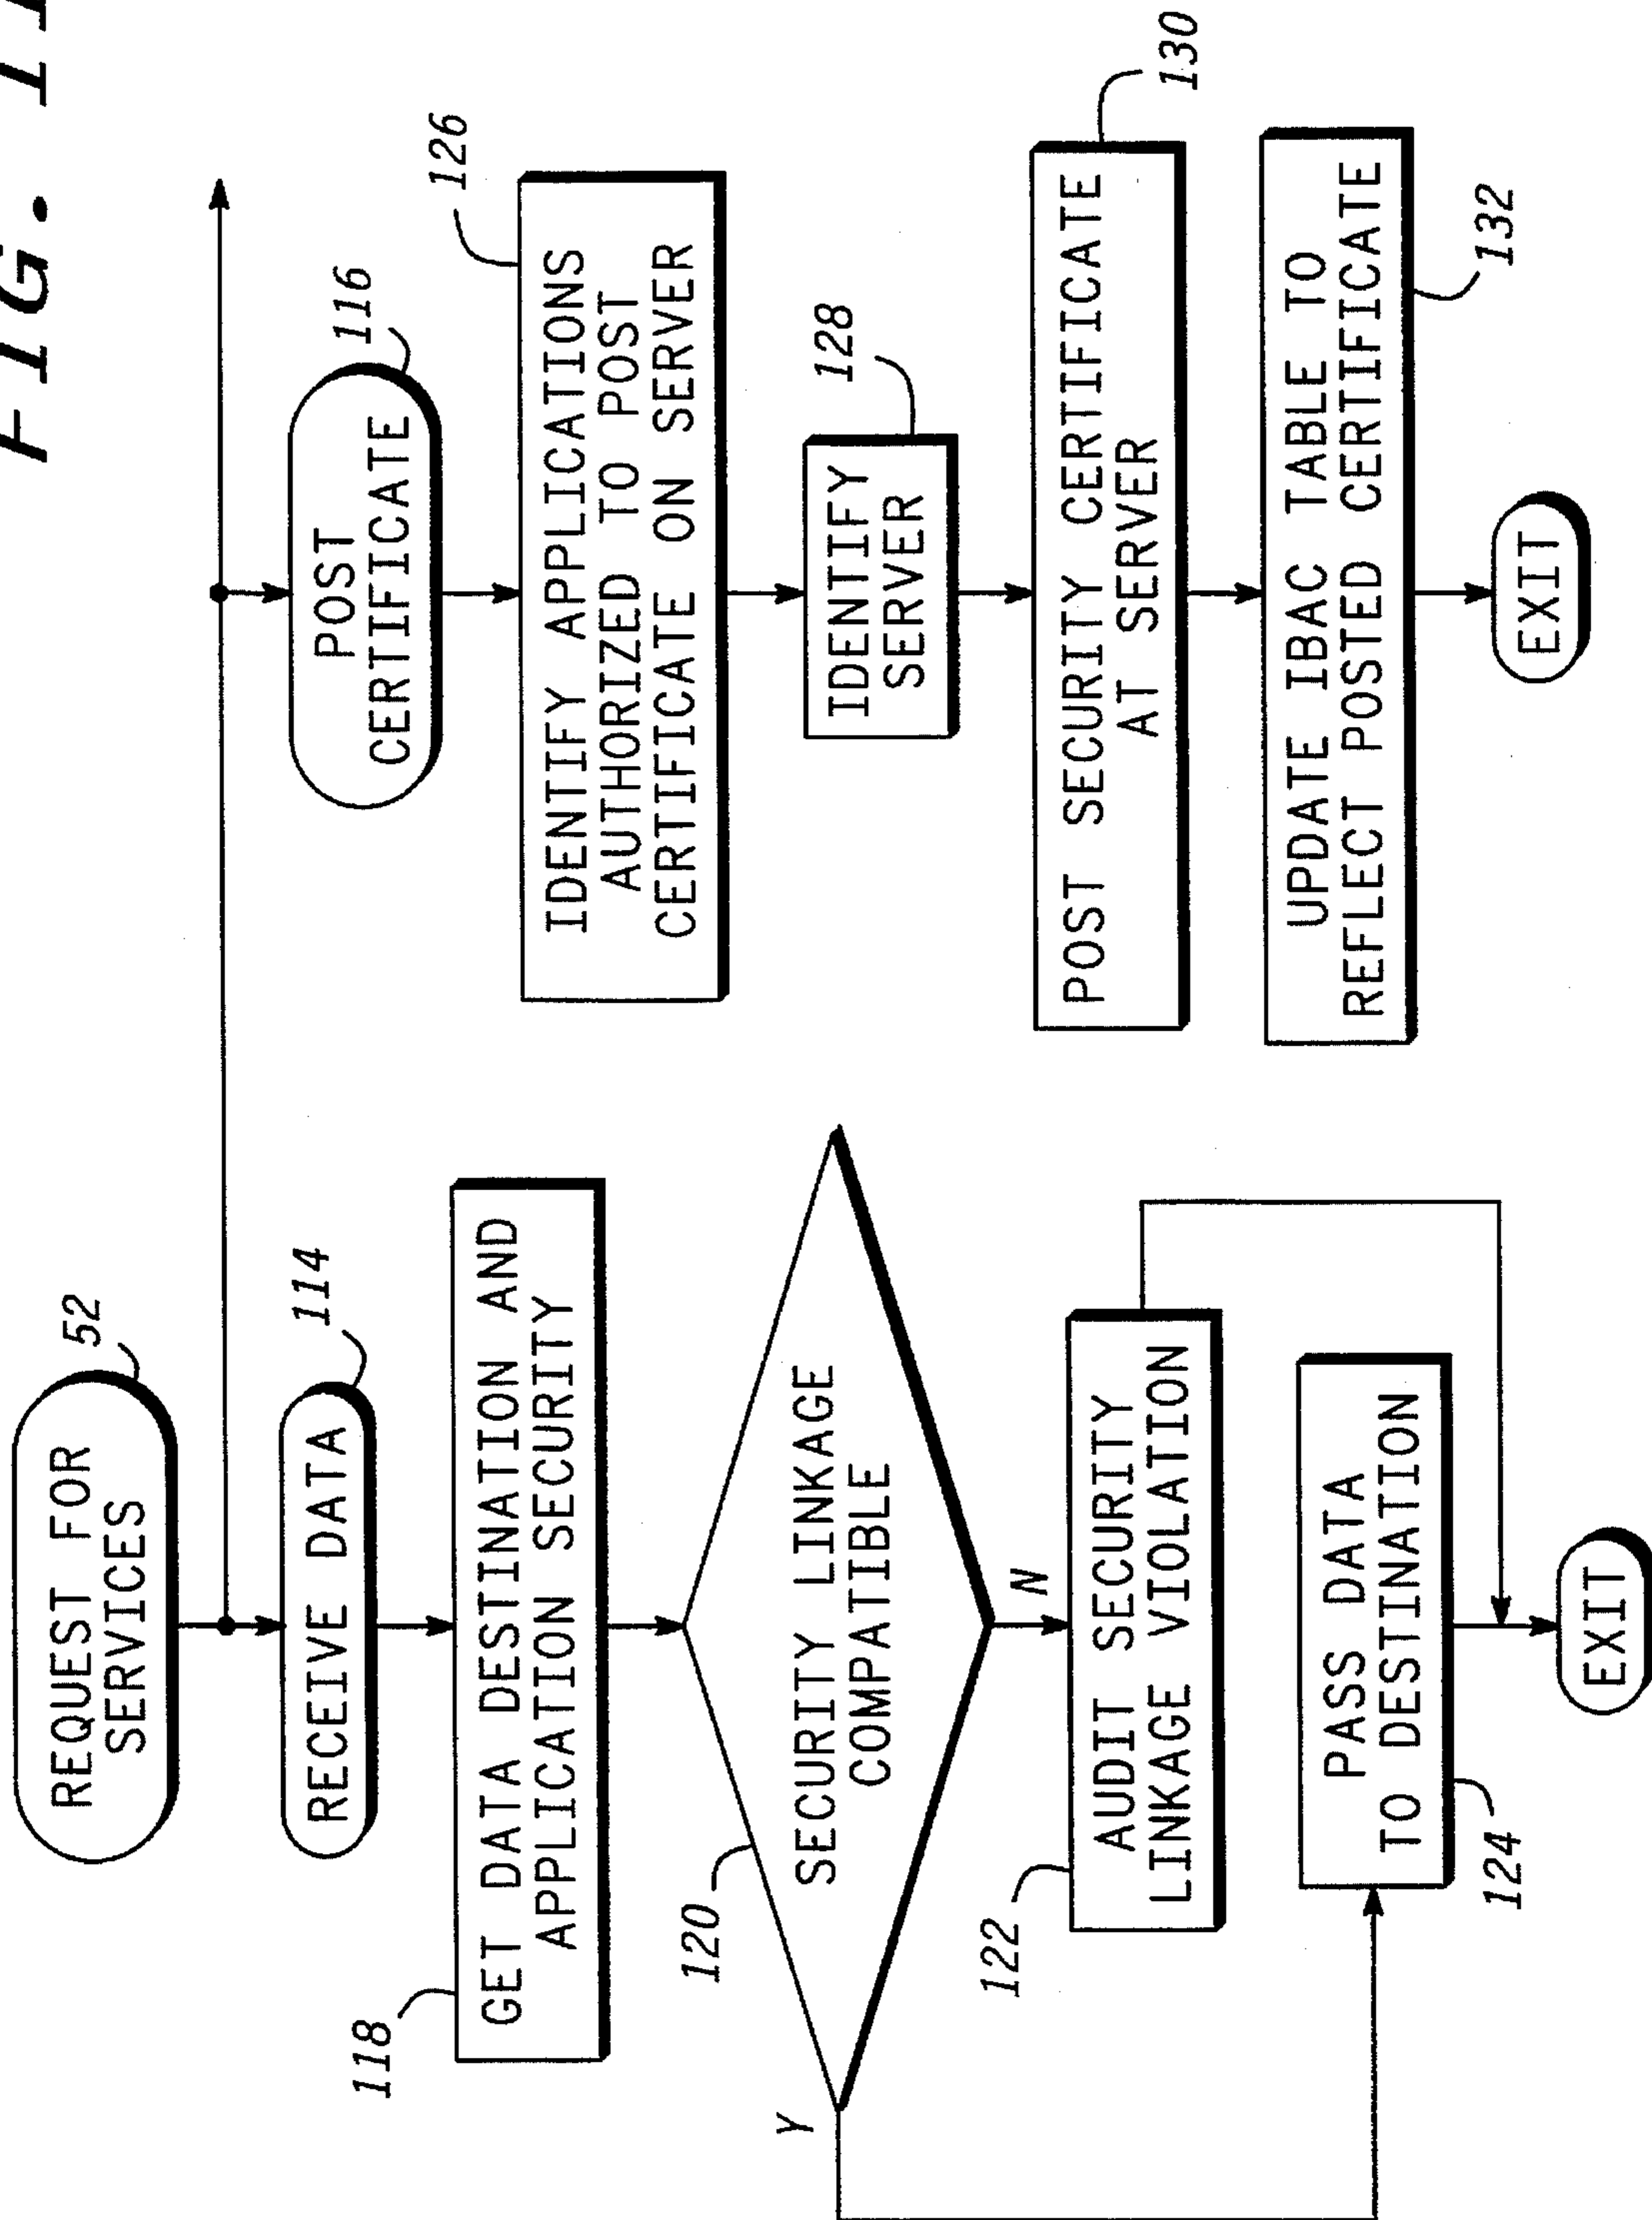 FIG. 11
REQUEST FOR
SERVICES
52
RECEIVE DATA
114
118
GET DATA DESTINATION AND
APPLICATION SECURITY
120
SECURITY LINKAGE
COMPATIBLE
Y
N
122
AUDIT SECURITY
LINKAGE VIOLATION
PASS DATA
TO DESTINATION
124
EXIT
POST
CERTIFICATE
116
126
IDENTIFY APPLICATIONS
AUTHORIZED TO POST
CERTIFICATE ON SERVER
128
IDENTIFY
SERVER
POST SECURITY CERTIFICATE
AT SERVER
130
UPDATE IBAC TABLE TO
REFLECT POSTED CERTIFICATE
132
EXIT